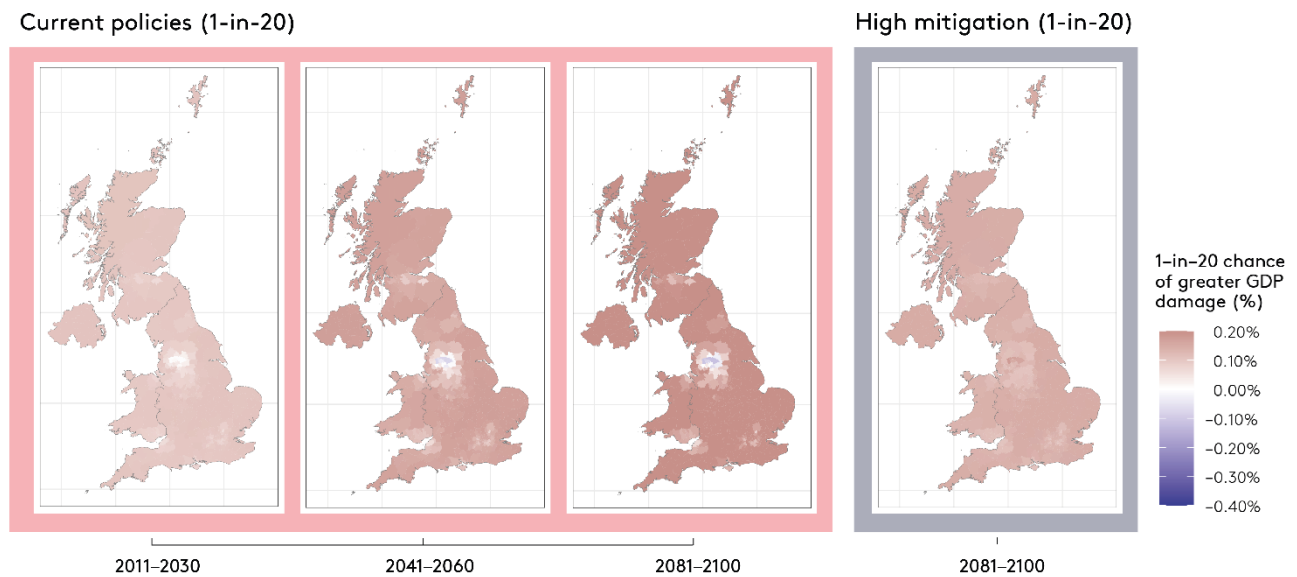 Current policies (1-in-20)
High mitigation (1-in-20)
1–in–20 chance
of greater GDP
damage (%)
0.20%
0.10%
0.00%
–0.10%
–0.20%
–0.30%
–0.40%
2011–2030
2041–2060
2081–2100
2081–2100